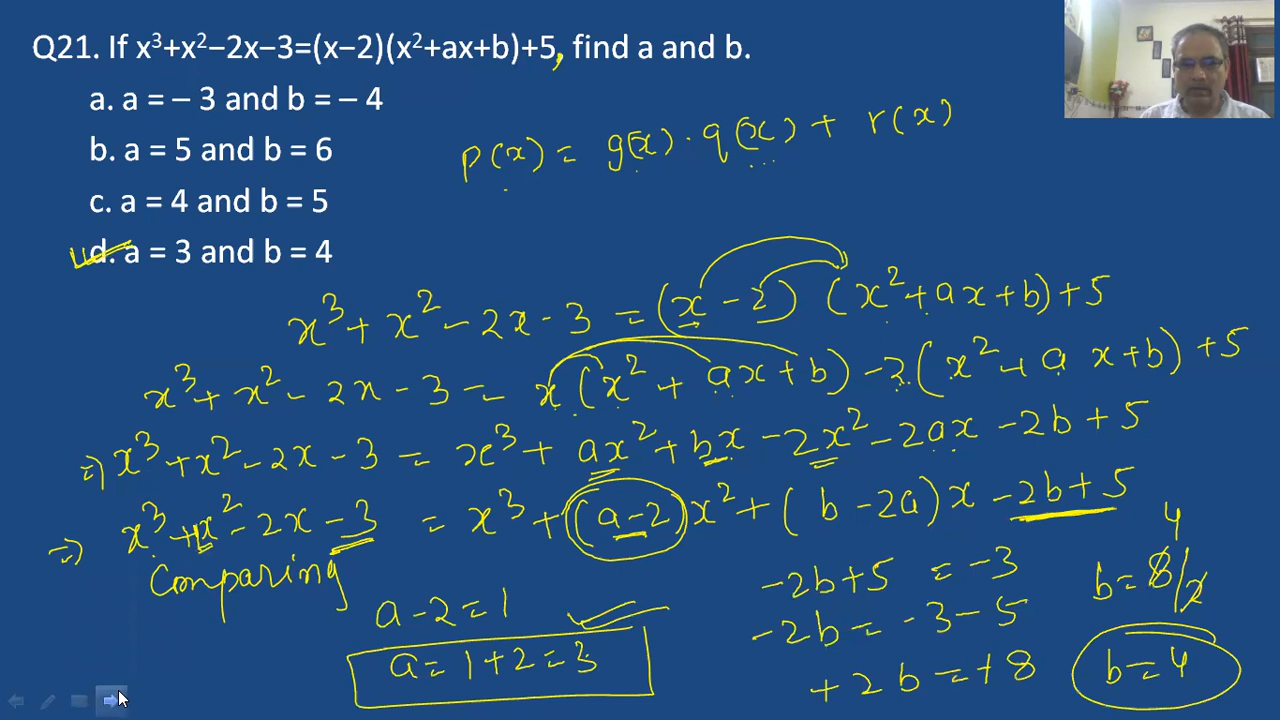 Q21. If x³+x²−2x−3=(x−2)(x²+ax+b)+5, find a and b.
a. a = − 3 and b = − 4
b. a = 5 and b = 6
c. a = 4 and b = 5
d. a = 3 and b = 4
p(x) = g(x) · q(x) + r(x)
x³ + x² − 2x − 3 = (x − 2) (x² + ax + b) + 5
x³ + x² − 2x − 3 = x (x² + ax + b) − 2 (x² + a x + b) + 5
=) x³ + x² − 2x − 3 = x³ + ax² + bx − 2x² − 2ax − 2b + 5
=) x³ + x² − 2x − 3 = x³ + (a − 2) x² + (b − 2a) x − 2b + 5
Comparing
a − 2 = 1
a = 1 + 2 = 3
−2b + 5 = −3
−2b = −3 − 5
+ 2b = + 8
4
b = 8/2
b = 4